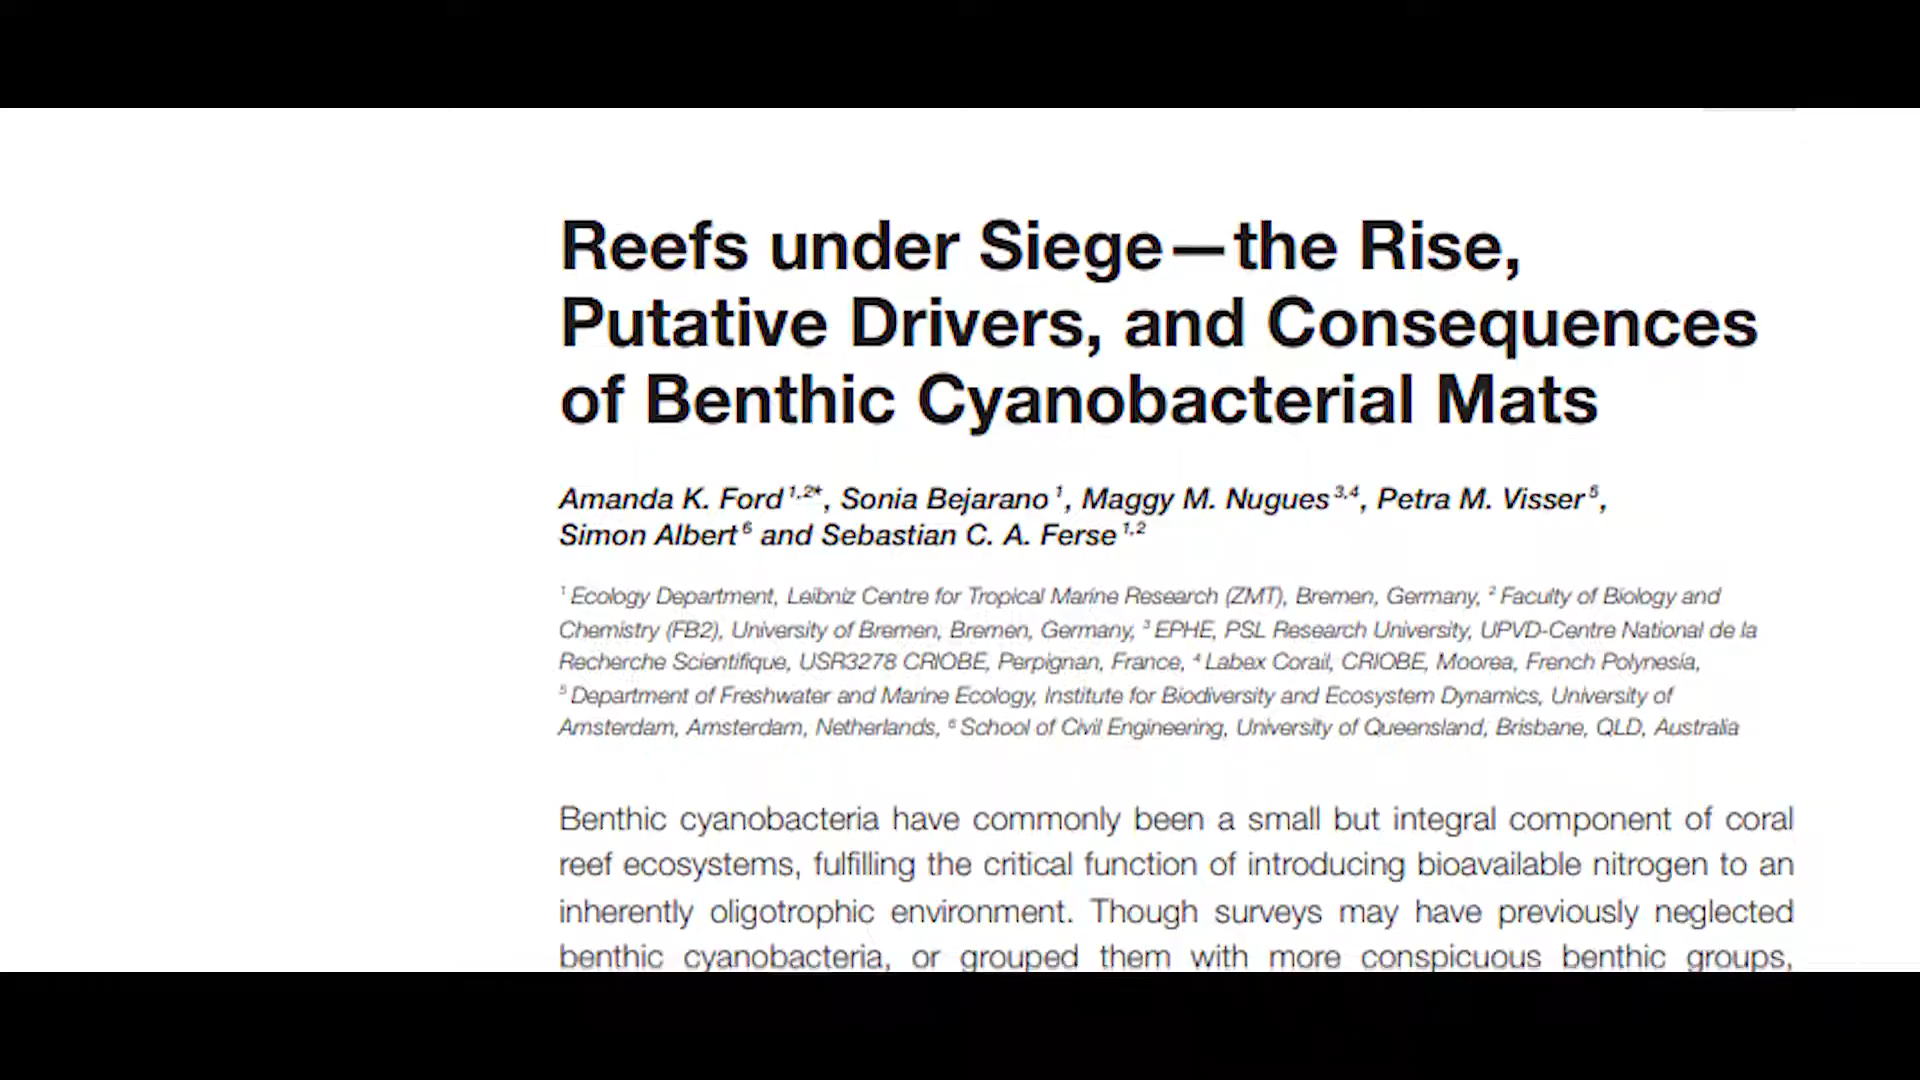 Reefs under Siege—the Rise,
Putative Drivers, and Consequences
of Benthic Cyanobacterial Mats
Amanda K. Ford 1,2*, Sonia Bejarano 1, Maggy M. Nugues 3,4, Petra M. Visser 5,
Simon Albert 6 and Sebastian C. A. Ferse 1,2
1 Ecology Department, Leibniz Centre for Tropical Marine Research (ZMT), Bremen, Germany, 2 Faculty of Biology and
Chemistry (FB2), University of Bremen, Bremen, Germany, 3 EPHE, PSL Research University, UPVD-Centre National de la
Recherche Scientifique, USR3278 CRIOBE, Perpignan, France, 4 Labex Corail, CRIOBE, Moorea, French Polynesia,
5 Department of Freshwater and Marine Ecology, Institute for Biodiversity and Ecosystem Dynamics, University of
Amsterdam, Amsterdam, Netherlands, 6 School of Civil Engineering, University of Queensland, Brisbane, QLD, Australia
Benthic cyanobacteria have commonly been a small but integral component of coral
reef ecosystems, fulfilling the critical function of introducing bioavailable nitrogen to an
inherently oligotrophic environment. Though surveys may have previously neglected
benthic cyanobacteria, or grouped them with more conspicuous benthic groups,